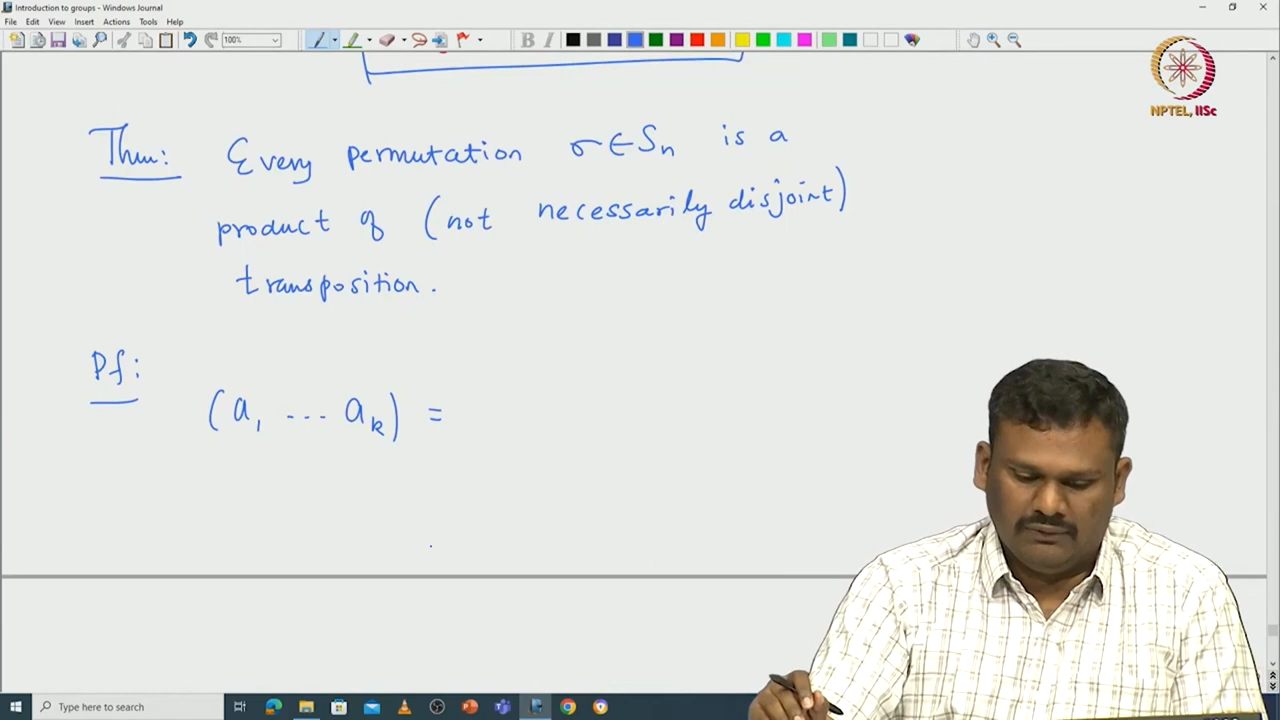 Introduction to groups - Windows Journal
File Edit View Insert Actions Tools Help
100%
B I
NPTEL, IISc
Thm: Every permutation σ∈Sn is a
product of (not necessarily disjoint)
transposition.
Pf:
(a1 --- ak) =
Type here to search